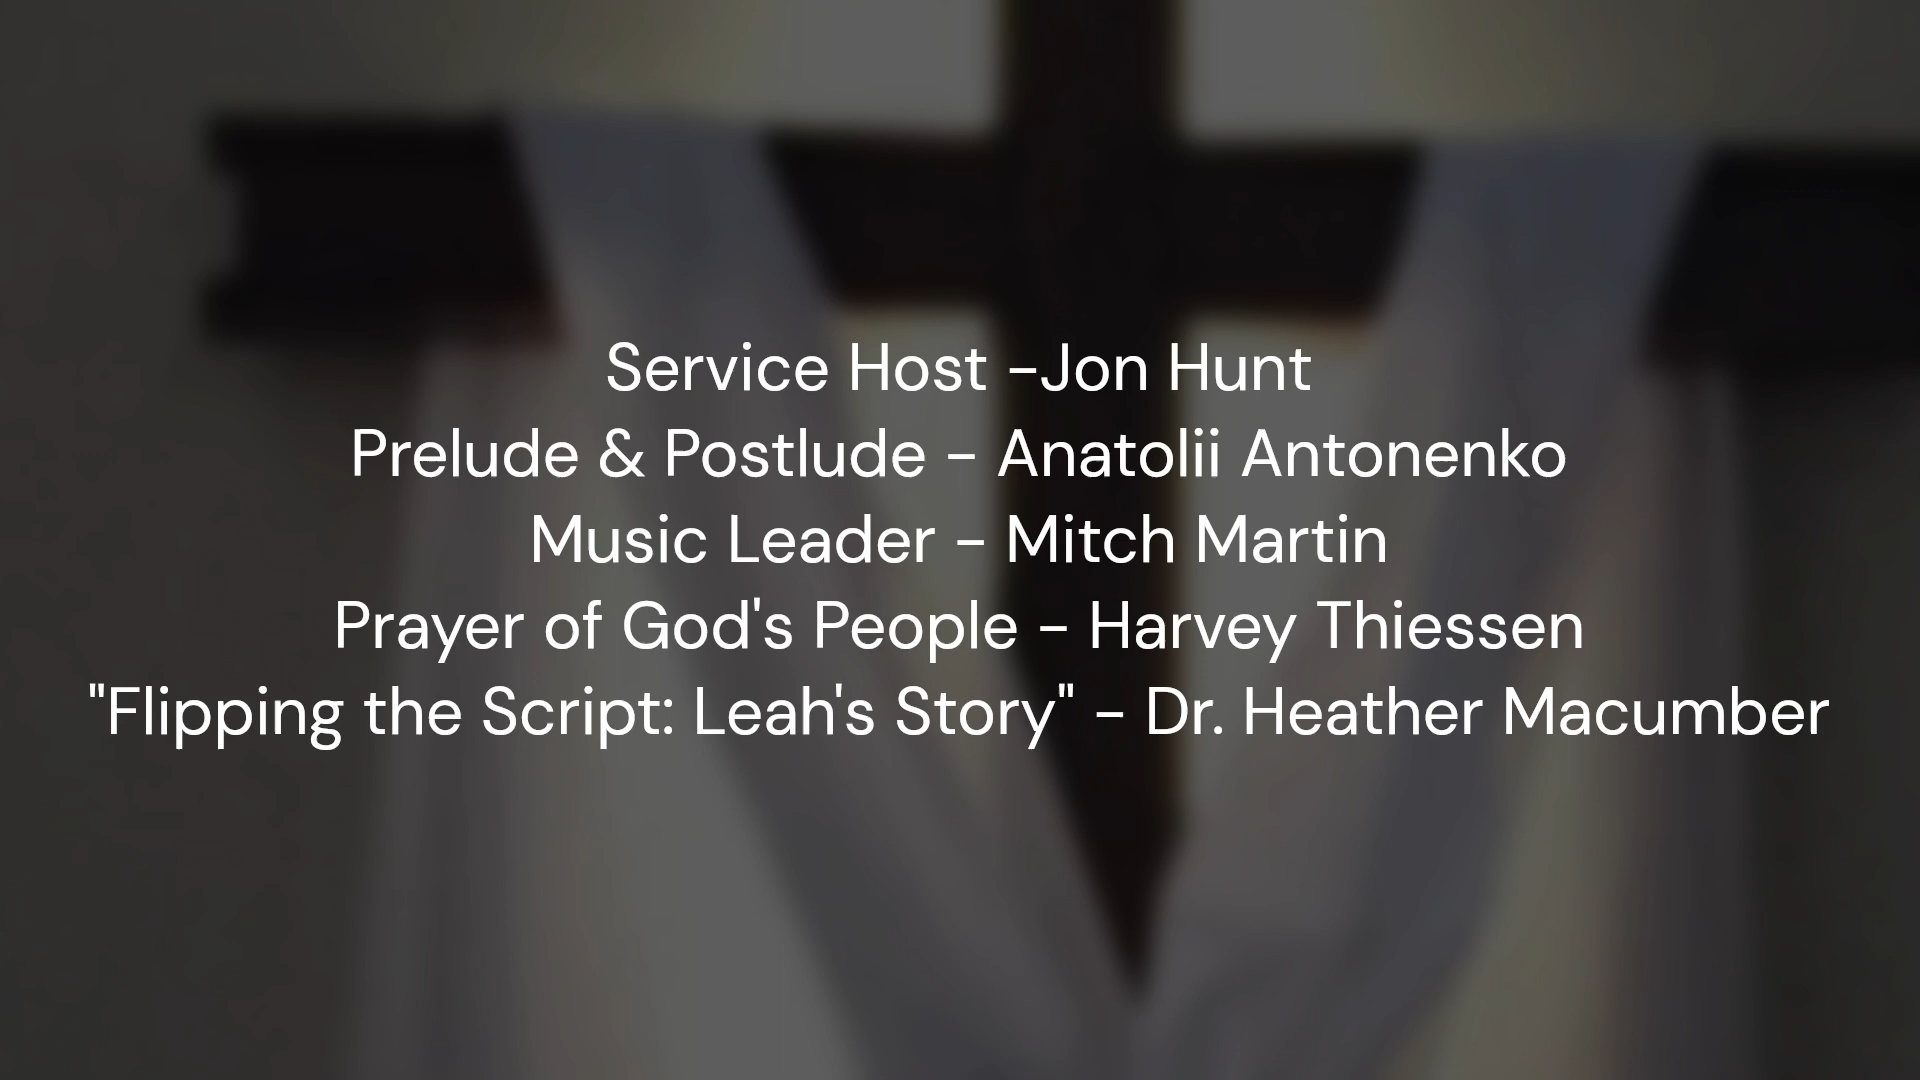 Service Host -Jon Hunt
Prelude & Postlude - Anatolii Antonenko
Music Leader - Mitch Martin
Prayer of God's People - Harvey Thiessen
"Flipping the Script: Leah's Story" - Dr. Heather Macumber